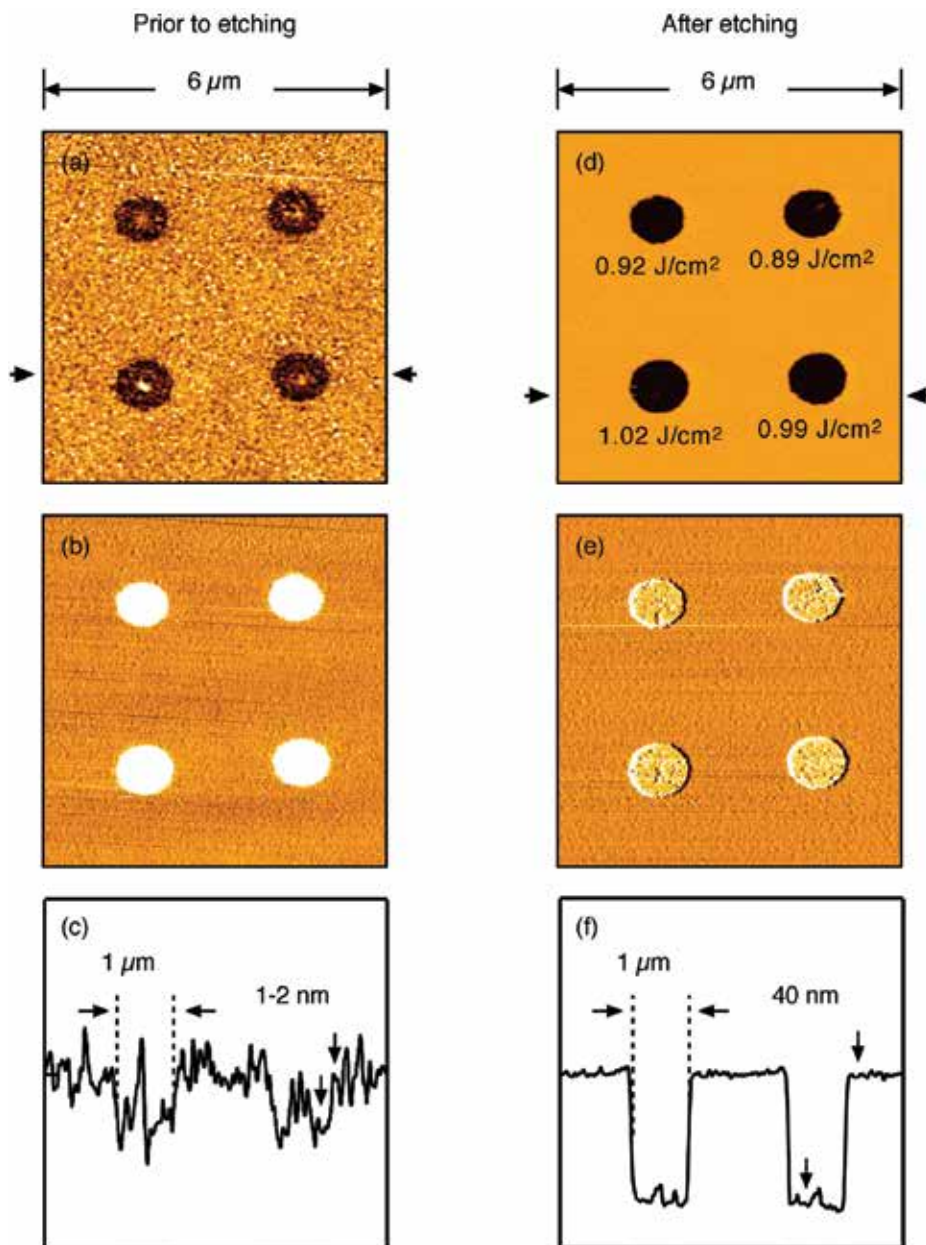 Prior to etching
After etching
6 µm
6 µm
(a)
(d)
0.92 J/cm²
0.89 J/cm²
1.02 J/cm²
0.99 J/cm²
(b)
(e)
(c)
1 µm
1-2 nm
(f)
1 µm
40 nm